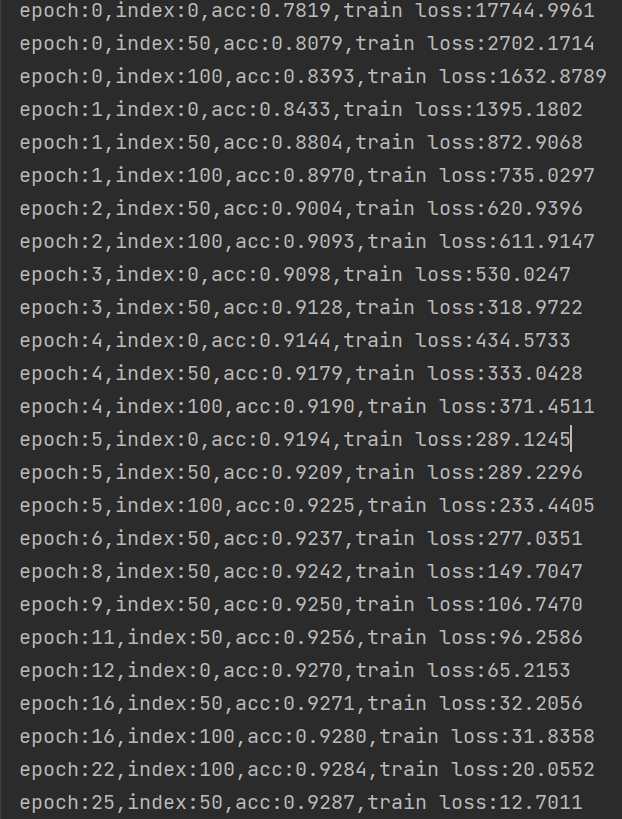 epoch:0,index:0,acc:0.7819,train loss:17744.9961
epoch:0,index:50,acc:0.8079,train loss:2702.1714
epoch:0,index:100,acc:0.8393,train loss:1632.8789
epoch:1,index:0,acc:0.8433,train loss:1395.1802
epoch:1,index:50,acc:0.8804,train loss:872.9068
epoch:1,index:100,acc:0.8970,train loss:735.0297
epoch:2,index:50,acc:0.9004,train loss:620.9396
epoch:2,index:100,acc:0.9093,train loss:611.9147
epoch:3,index:0,acc:0.9098,train loss:530.0247
epoch:3,index:50,acc:0.9128,train loss:318.9722
epoch:4,index:0,acc:0.9144,train loss:434.5733
epoch:4,index:50,acc:0.9179,train loss:333.0428
epoch:4,index:100,acc:0.9190,train loss:371.4511
epoch:5,index:0,acc:0.9194,train loss:289.1245
epoch:5,index:50,acc:0.9209,train loss:289.2296
epoch:5,index:100,acc:0.9225,train loss:233.4405
epoch:6,index:50,acc:0.9237,train loss:277.0351
epoch:8,index:50,acc:0.9242,train loss:149.7047
epoch:9,index:50,acc:0.9250,train loss:106.7470
epoch:11,index:50,acc:0.9256,train loss:96.2586
epoch:12,index:0,acc:0.9270,train loss:65.2153
epoch:16,index:50,acc:0.9271,train loss:32.2056
epoch:16,index:100,acc:0.9280,train loss:31.8358
epoch:22,index:100,acc:0.9284,train loss:20.0552
epoch:25,index:50,acc:0.9287,train loss:12.7011